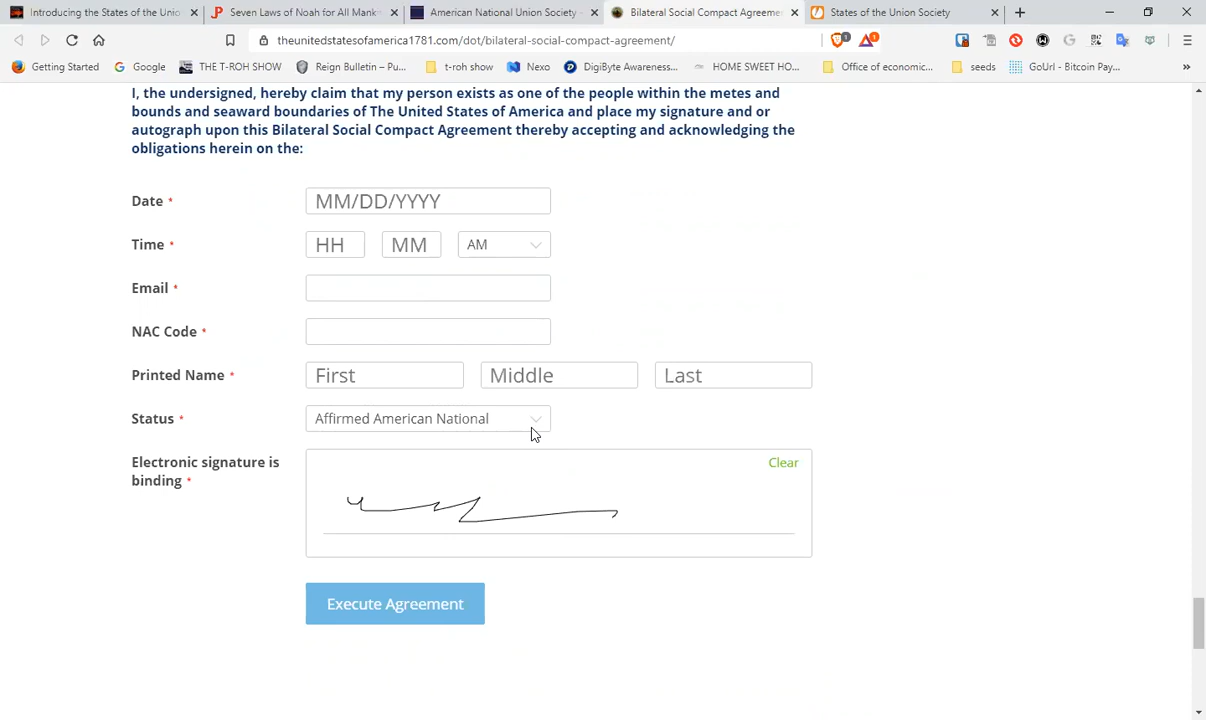 Introducing the States of the Unio
Seven Laws of Noah for All Mank
American National Union Society -
Bilateral Social Compact Agreeme
States of the Union Society
theunitedstatesofamerica1781.com/dot/bilateral-social-compact-agreement/
1
1
Getting Started
Google
THE T-ROH SHOW
Reign Bulletin – Pu...
t-roh show
Nexo
DigiByte Awareness...
HOME SWEET HO...
Office of economic...
seeds
GoUrl - Bitcoin Pay...
I, the undersigned, hereby claim that my person exists as one of the people within the metes and
bounds and seaward boundaries of The United States of America and place my signature and or
autograph upon this Bilateral Social Compact Agreement thereby accepting and acknowledging the
obligations herein on the:
Date *
MM/DD/YYYY
Time *
HH MM AM
Email *
NAC Code *
Printed Name *
First Middle Last
Status *
Affirmed American National
Electronic signature is
binding *
Clear
Execute Agreement